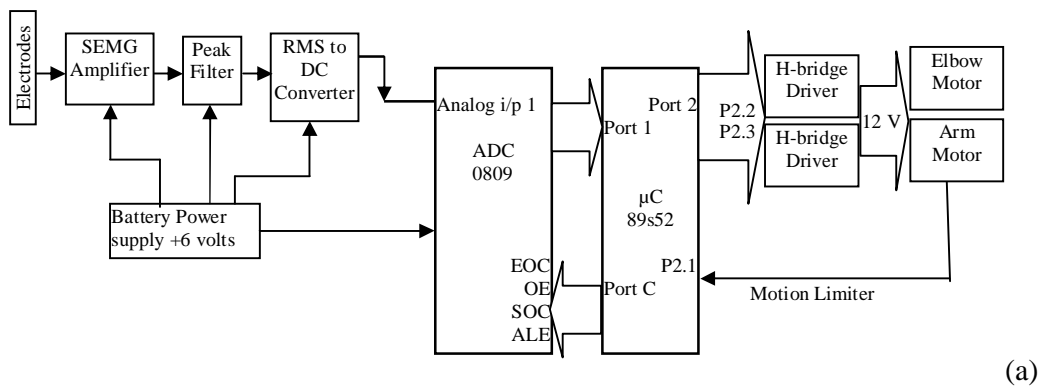 Electrodes
SEMG
Amplifier
Peak
Filter
RMS to
DC
Converter
Battery Power
supply +6 volts
Analog i/p 1
ADC
0809
EOC
OE
SOC
ALE
Port 2
Port 1
µC
89s52
P2.1
Port C
P2.2
P2.3
H-bridge
Driver
H-bridge
Driver
12 V
Elbow
Motor
Arm
Motor
Motion Limiter
(a)